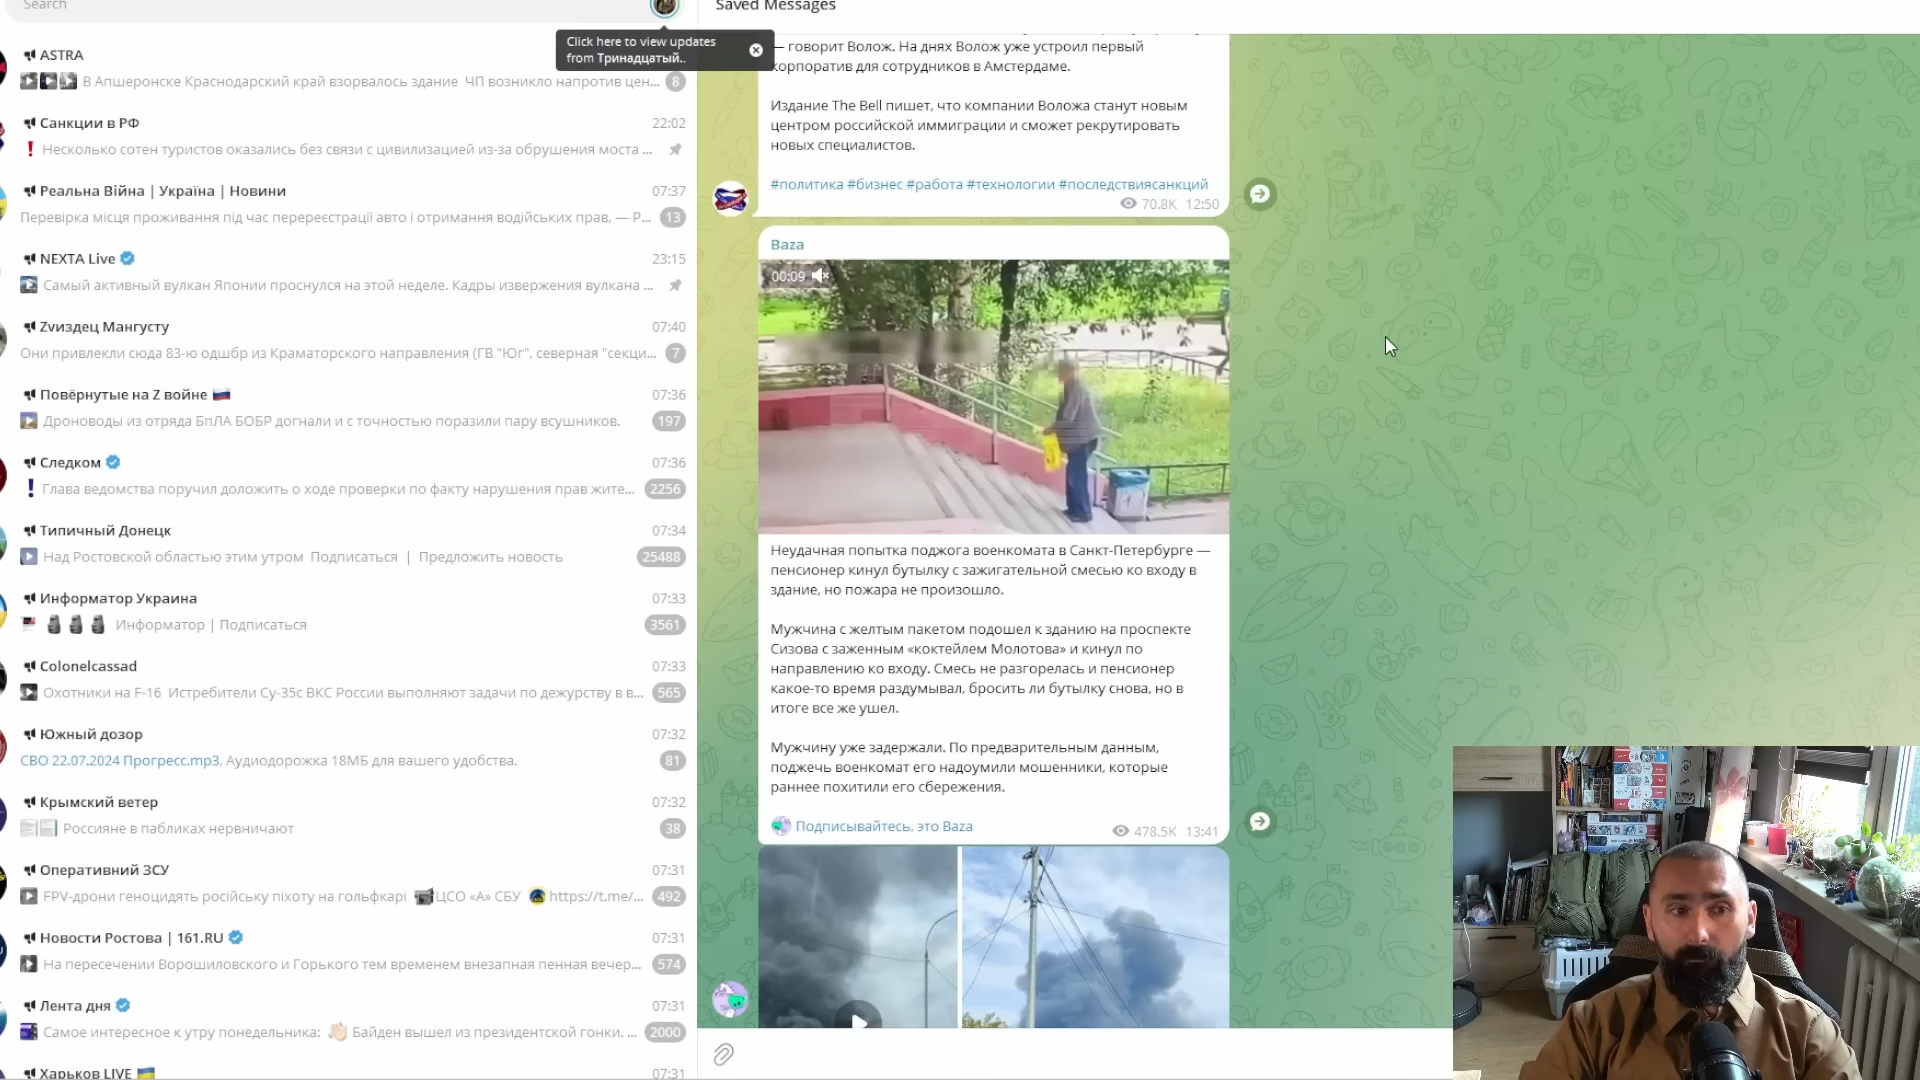 Search
ASTRA
В Апшеронске Краснодарский край взорвалось здание ЧП возникло напротив цен...
8
Санкции в РФ
22:02
Несколько сотен туристов оказались без связи с цивилизацией из-за обрушения моста ...
Реальна Війна | Україна | Новини
07:37
Перевірка місця проживання під час перереєстрації авто і отримання водійських прав, — Р...
13
NEXTA Live
23:15
Самый активный вулкан Японии проснулся на этой неделе. Кадры извержения вулкана ...
Zvиздец Мангусту
07:40
Они привлекли сюда 83-ю одшбр из Краматорского направления (ГВ "Юг", северная "секци...
7
Повёрнутые на Z войне
07:36
Дроноводы из отряда БпЛА БОБР догнали и с точностью поразили пару всушников.
197
Следком
07:36
Глава ведомства поручил доложить о ходе проверки по факту нарушения прав жите...
2256
Типичный Донецк
07:34
Над Ростовской областью этим утром Подписаться | Предложить новость
25488
Информатор Украина
07:33
Информатор | Подписаться
3561
Colonelcassad
07:33
Охотники на F-16 Истребители Су-35с ВКС России выполняют задачи по дежурству в в...
565
Южный дозор
07:32
СВО 22.07.2024 Прогресс.mp3, Аудиодорожка 18МБ для вашего удобства.
81
Крымский ветер
07:32
Россияне в пабликах нервничают
38
Оперативний ЗСУ
07:31
FPV-дрони геноцидять російську піхоту на гольфкарі ЦСО «А» СБУ https://t.me/...
492
Новости Ростова | 161.RU
07:31
На пересечении Ворошиловского и Горького тем временем внезапная пенная вечер...
574
Лента дня
07:31
Самое интересное к утру понедельника: Байден вышел из президентской гонки. ...
2000
Харьков LIVE
07:31
Click here to view updates
from Тринадцатый..
Saved Messages
— говорит Волож. На днях Волож уже устроил первый
корпоратив для сотрудников в Амстердаме.
Издание The Bell пишет, что компании Воложа станут новым
центром российской иммиграции и сможет рекрутировать
новых специалистов.
#политика #бизнес #работа #технологии #последствиясанкций
70.8K 12:50
Baza
00:09
Неудачная попытка поджога военкомата в Санкт-Петербурге —
пенсионер кинул бутылку с зажигательной смесью ко входу в
здание, но пожара не произошло.
Мужчина с желтым пакетом подошел к зданию на проспекте
Сизова с заженным «коктейлем Молотова» и кинул по
направлению ко входу. Смесь не разгорелась и пенсионер
какое-то время раздумывал, бросить ли бутылку снова, но в
итоге все же ушел.
Мужчину уже задержали. По предварительным данным,
поджечь военкомат его надоумили мошенники, которые
раннее похитили его сбережения.
Подписывайтесь, это Baza
478.5K 13:41